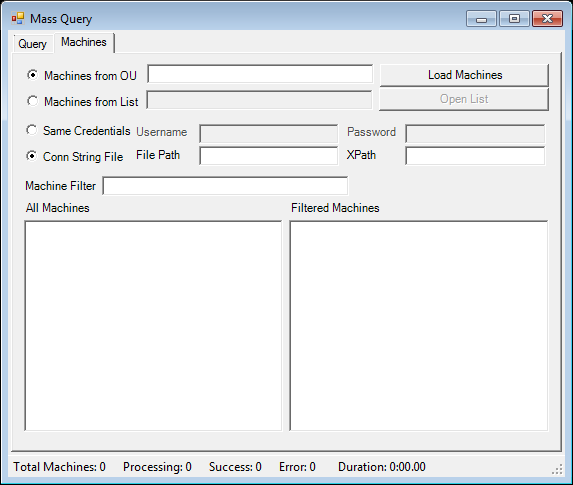 Mass Query
Query Machines
Machines from OU Load Machines
Machines from List Open List
Same Credentials Username Password
Conn String File File Path XPath
Machine Filter
All Machines Filtered Machines
Total Machines: 0 Processing: 0 Success: 0 Error: 0 Duration: 0:00.00